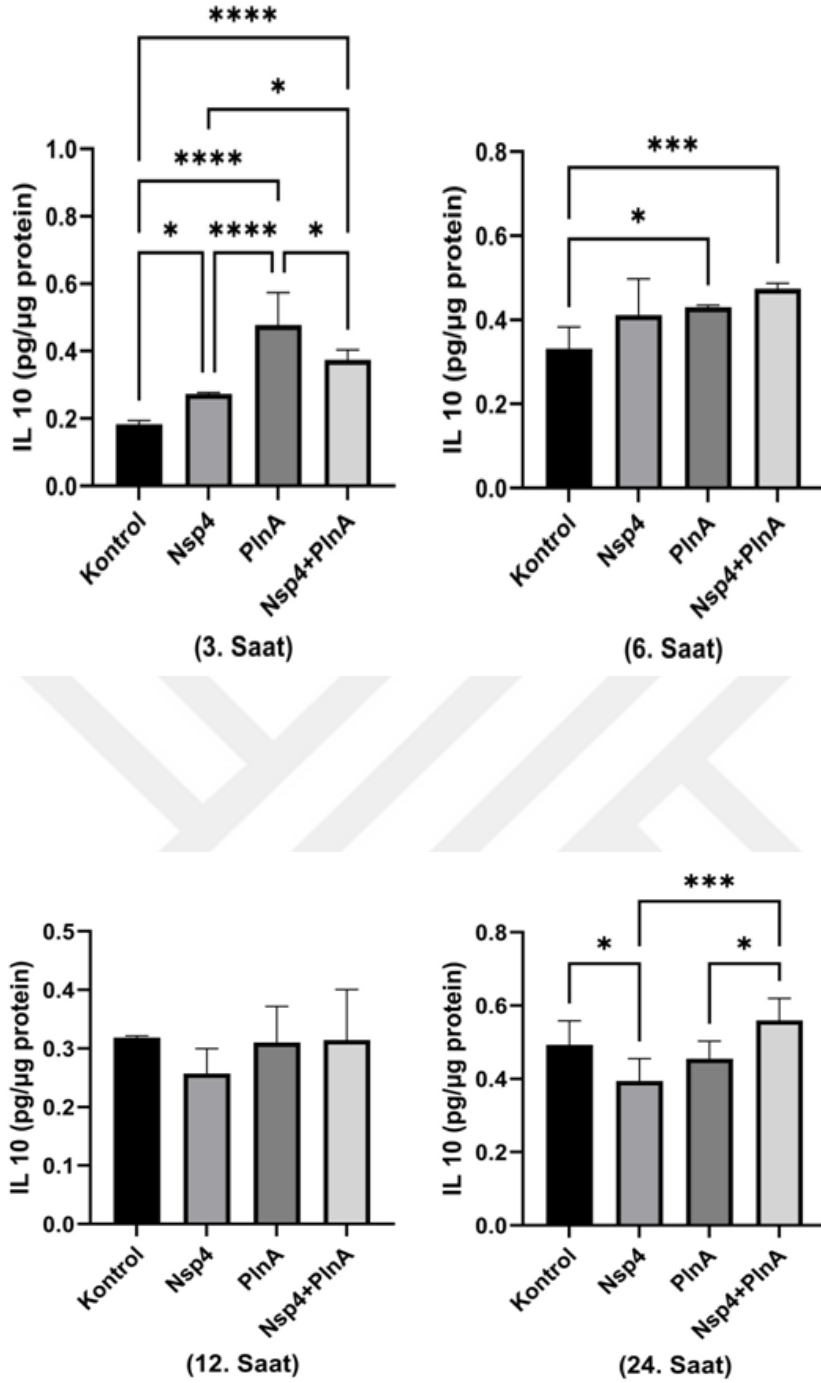 ****
*
****
* **** *
IL 10 (pg/µg protein)
1.0
0.8
0.6
0.4
0.2
0.0
Kontrol
Nsp4
PlnA
Nsp4+PlnA
(3. Saat)
***
*
IL 10 (pg/µg protein)
0.8
0.6
0.4
0.2
0.0
Kontrol
Nsp4
PlnA
Nsp4+PlnA
(6. Saat)
IL 10 (pg/µg protein)
0.5
0.4
0.3
0.2
0.1
0.0
Kontrol
Nsp4
PlnA
Nsp4+PlnA
(12. Saat)
***
* *
IL 10 (pg/µg protein)
0.8
0.6
0.4
0.2
0.0
Kontrol
Nsp4
PlnA
Nsp4+PlnA
(24. Saat)